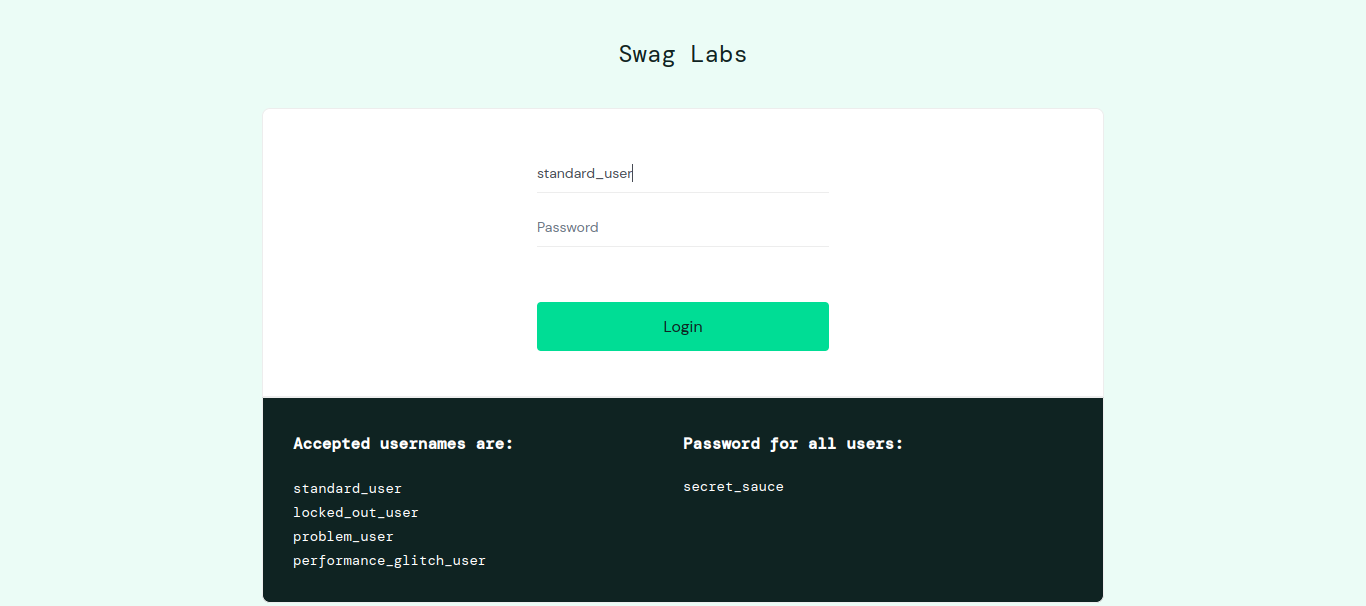 Swag Labs
standard_user
Password
Login
Accepted usernames are:
standard_user
locked_out_user
problem_user
performance_glitch_user
Password for all users:
secret_sauce